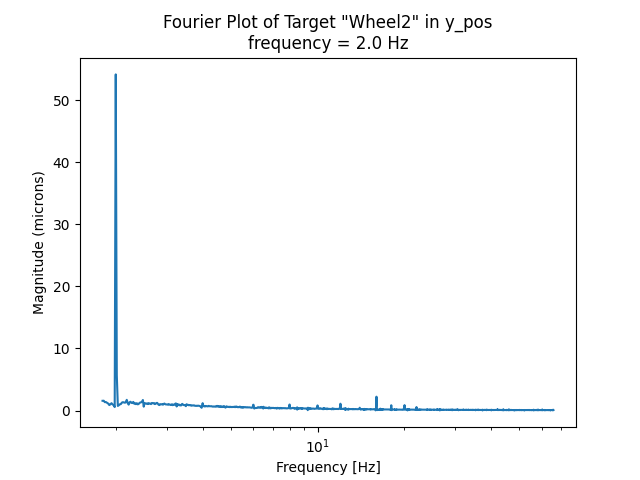 Fourier Plot of Target "Wheel2" in y_pos
frequency = 2.0 Hz
50
40
30
20
10
0
Magnitude (microns)
10¹
Frequency [Hz]